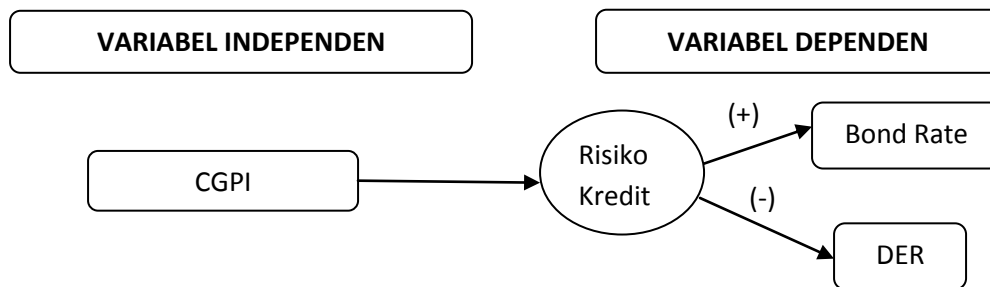 VARIABEL INDEPENDEN
VARIABEL DEPENDEN
(+)
Bond Rate
Risiko
Kredit
CGPI
(-)
DER